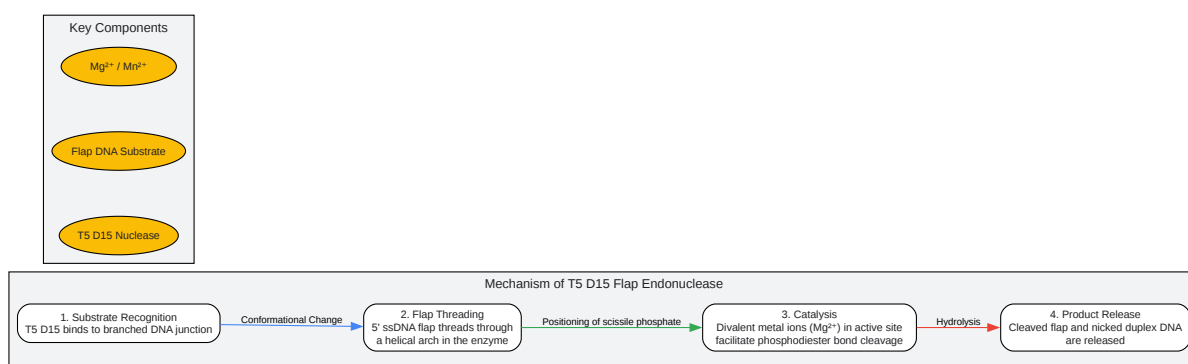 Key Components
Mg²⁺ / Mn²⁺
Flap DNA Substrate
T5 D15 Nuclease
Mechanism of T5 D15 Flap Endonuclease
1. Substrate Recognition
T5 D15 binds to branched DNA junction
Conformational Change
2. Flap Threading
5' ssDNA flap threads through
a helical arch in the enzyme
Positioning of scissile phosphate
3. Catalysis
Divalent metal ions (Mg²⁺) in active site
facilitate phosphodiester bond cleavage
Hydrolysis
4. Product Release
Cleaved flap and nicked duplex DNA
are released